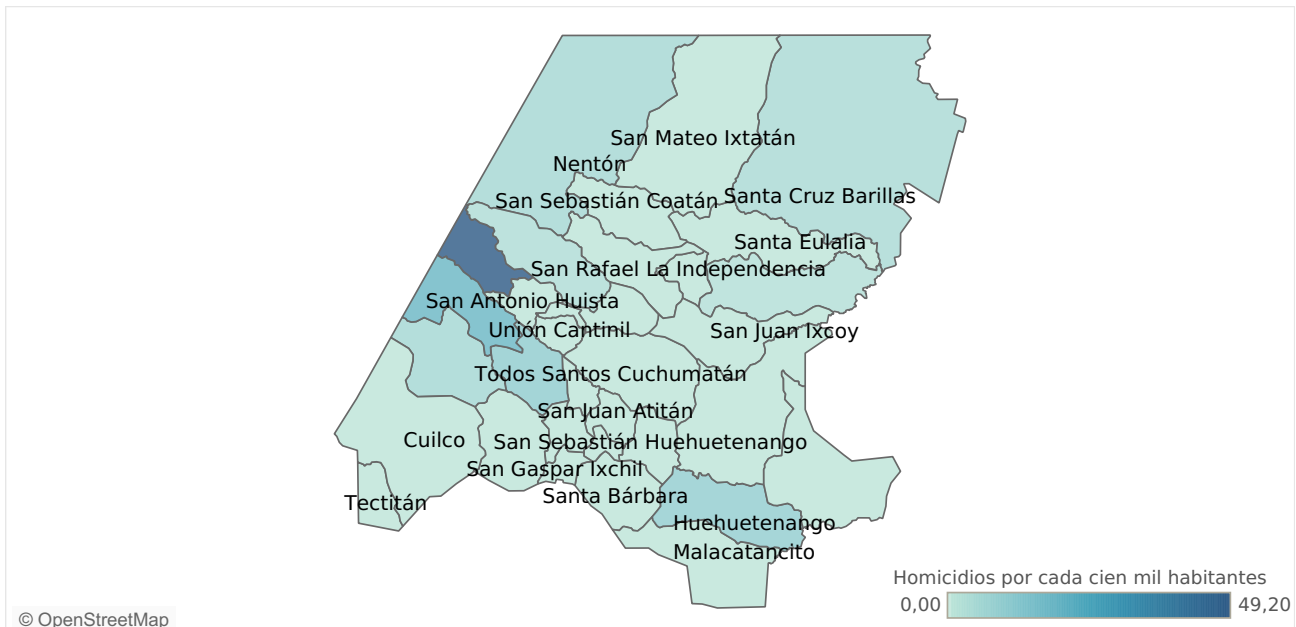 San Mateo Ixtatán
Nentón
San Sebastián Coatán
Santa Cruz Barillas
Santa Eulalia
San Rafael La Independencia
San Antonio Huista
Unión Cantinil
San Juan Ixcoy
Todos Santos Cuchumatán
San Juan Atitán
Cuilco
San Sebastián Huehuetenango
San Gaspar Ixchil
Santa Bárbara
Tectitán
Huehuetenango
Malacatancito
Homicidios por cada cien mil habitantes
0,00
49,20
© OpenStreetMap